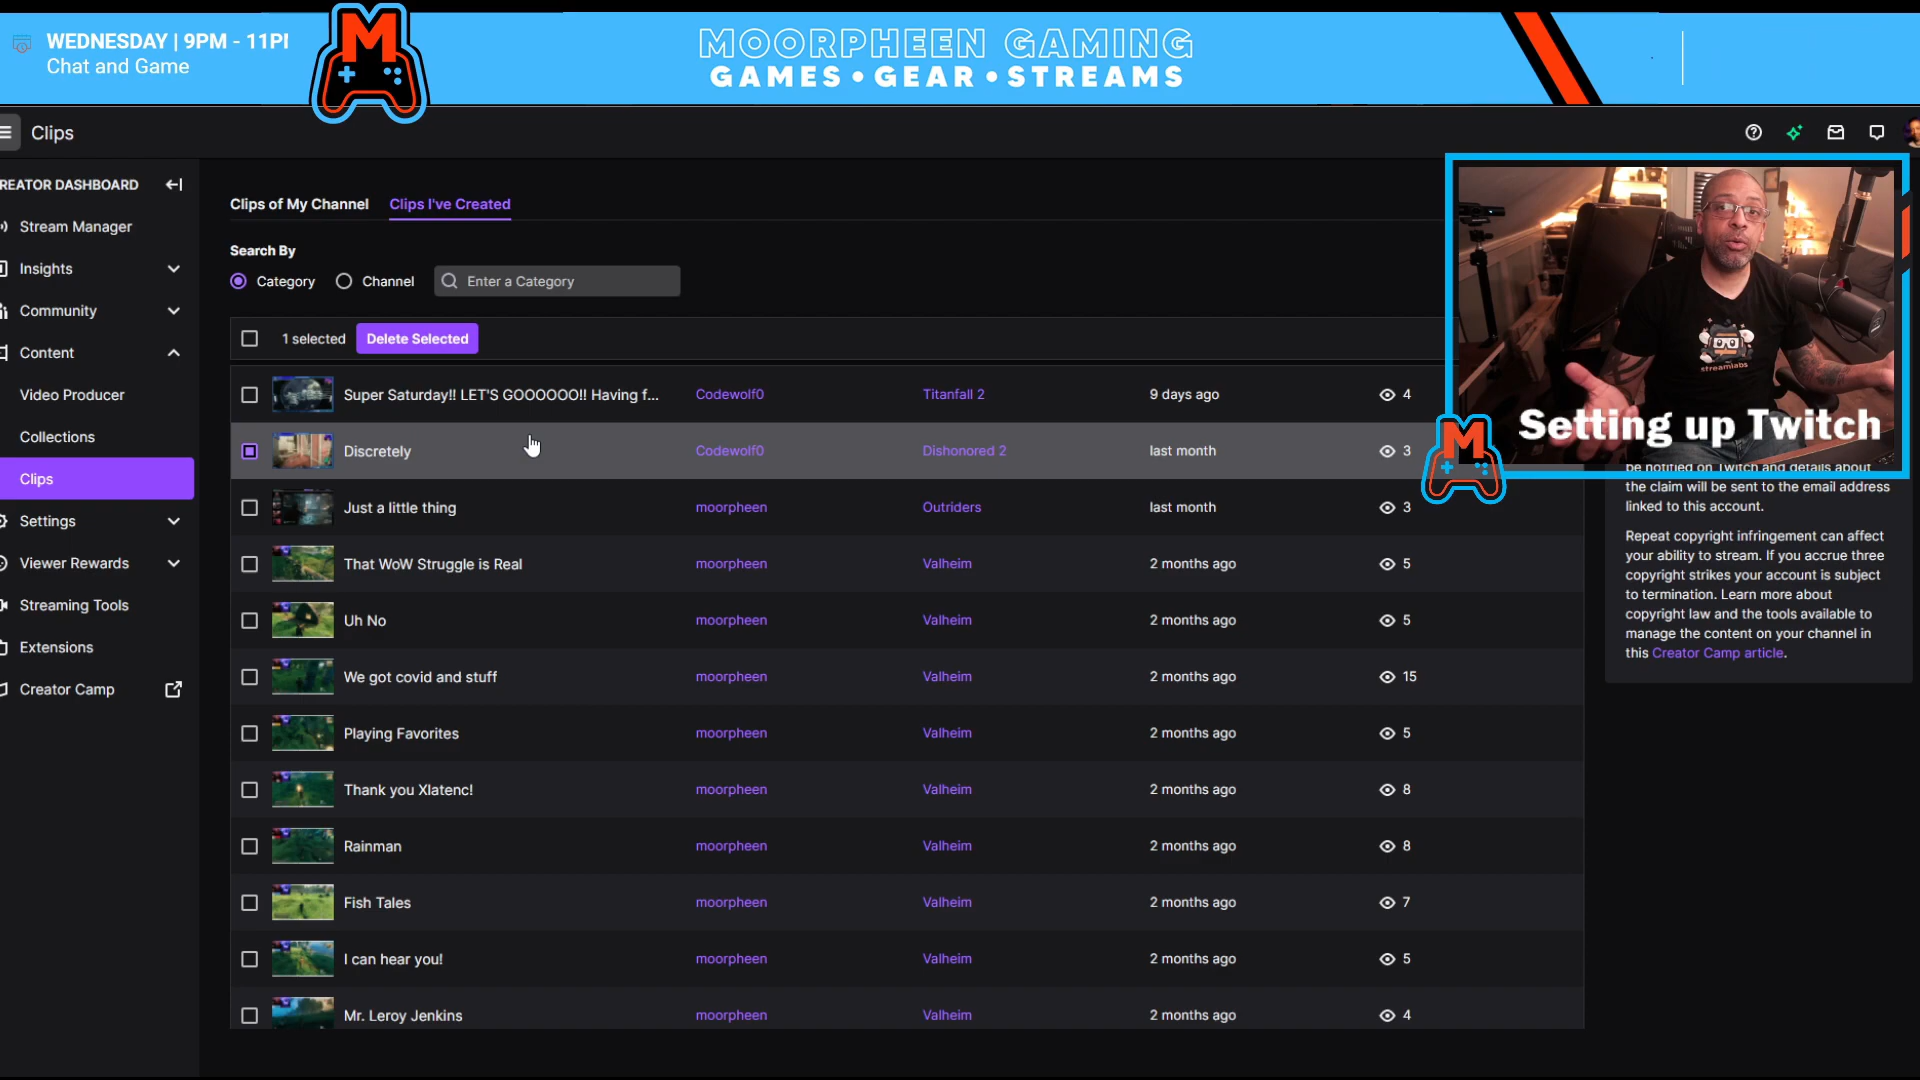 WEDNESDAY | 9PM - 11PI
Chat and Game
M
MOORPHEEN GAMING
GAMES • GEAR • STREAMS
Clips
REATOR DASHBOARD
Stream Manager
Insights
Community
Content
Video Producer
Collections
Clips
Settings
Viewer Rewards
Streaming Tools
Extensions
Creator Camp
Clips of My Channel Clips I've Created
Search By
Category Channel Enter a Category
1 selected Delete Selected
Super Saturday!! LET'S GOOOOOO!! Having f... Codewolf0 Titanfall 2 9 days ago 4
Discretely Codewolf0 Dishonored 2 last month 3
Just a little thing moorpheen Outriders last month 3
That WoW Struggle is Real moorpheen Valheim 2 months ago 5
Uh No moorpheen Valheim 2 months ago 5
We got covid and stuff moorpheen Valheim 2 months ago 15
Playing Favorites moorpheen Valheim 2 months ago 5
Thank you Xlatenc! moorpheen Valheim 2 months ago 8
Rainman moorpheen Valheim 2 months ago 8
Fish Tales moorpheen Valheim 2 months ago 7
I can hear you! moorpheen Valheim 2 months ago 5
Mr. Leroy Jenkins moorpheen Valheim 2 months ago 4
streamlabs
Setting up Twitch
M
be notified on Twitch and details about
the claim will be sent to the email address
linked to this account.
Repeat copyright infringement can affect
your ability to stream. If you accrue three
copyright strikes your account is subject
to termination. Learn more about
copyright law and the tools available to
manage the content on your channel in
this Creator Camp article.